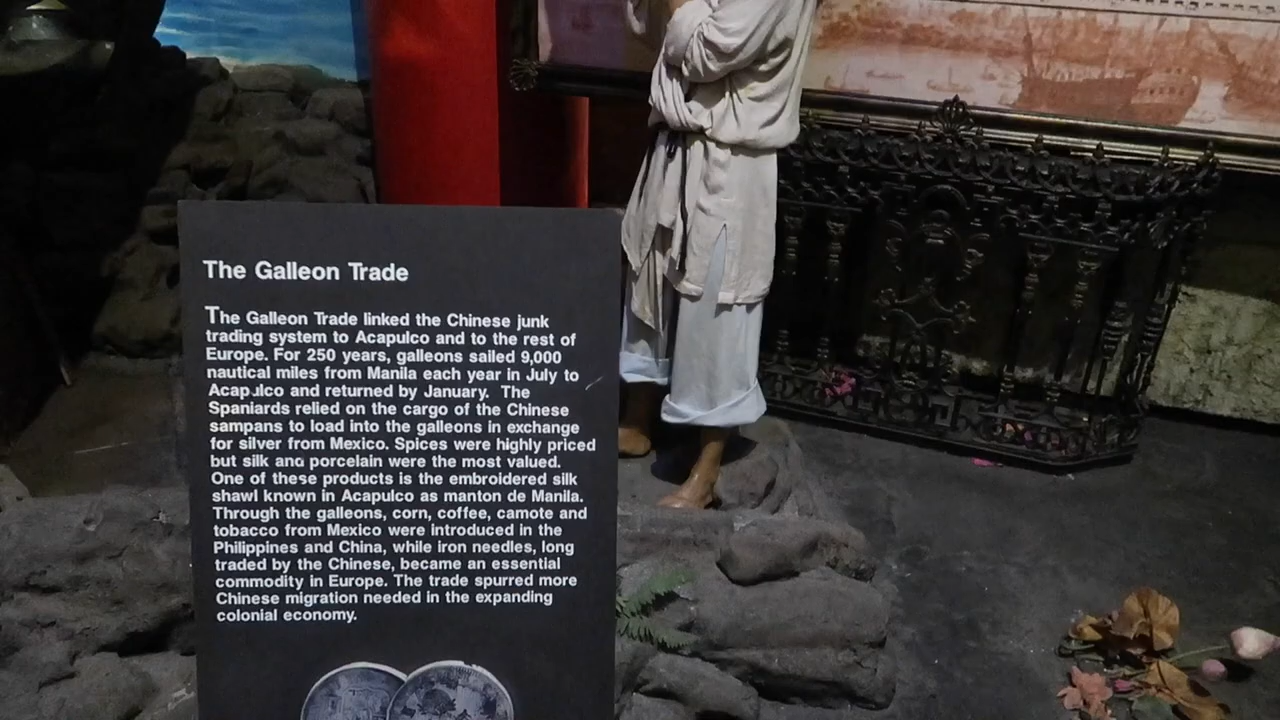 The Galleon Trade
The Galleon Trade linked the Chinese junk
trading system to Acapulco and to the rest of
Europe. For 250 years, galleons sailed 9,000
nautical miles from Manila each year in July to
Acapulco and returned by January. The
Spaniards relied on the cargo of the Chinese
sampans to load into the galleons in exchange
for silver from Mexico. Spices were highly priced
but silk and porcelain were the most valued.
One of these products is the embroidered silk
shawl known in Acapulco as manton de Manila.
Through the galleons, corn, coffee, camote and
tobacco from Mexico were introduced in the
Philippines and China, while iron needles, long
traded by the Chinese, became an essential
commodity in Europe. The trade spurred more
Chinese migration needed in the expanding
colonial economy.